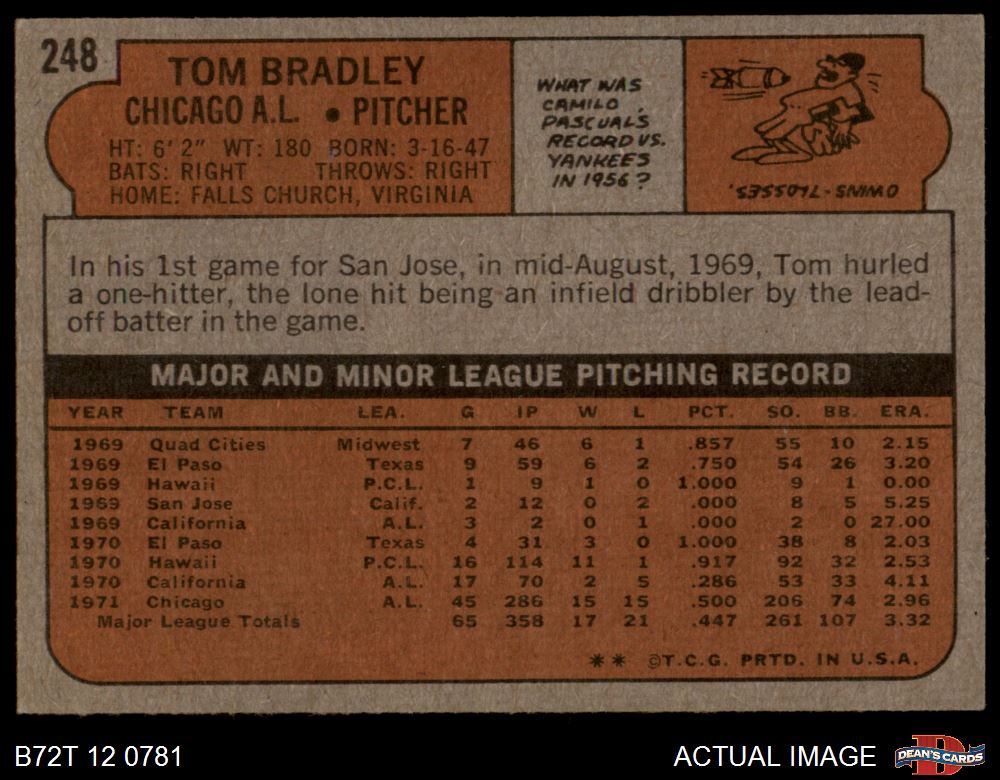 248
TOM BRADLEY
CHICAGO A.L. • PITCHER
HT: 6' 2" WT: 180 BORN: 3-16-47
BATS: RIGHT THROWS: RIGHT
HOME: FALLS CHURCH, VIRGINIA
WHAT WAS
CAMILO
PASCUAL'S
RECORD VS.
YANKEES
IN 1956?
0WINS-7LOSSES.
In his 1st game for San Jose, in mid-August, 1969, Tom hurled
a one-hitter, the lone hit being an infield dribbler by the lead-
off batter in the game.
MAJOR AND MINOR LEAGUE PITCHING RECORD
YEAR TEAM LEA. G IP W L PCT. SO. BB. ERA.
1969 Quad Cities Midwest 7 46 6 1 .857 55 10 2.15
1969 El Paso Texas 9 59 6 2 .750 54 26 3.20
1969 Hawaii P.C.L. 1 9 1 0 1.000 9 1 0.00
1969 San Jose Calif. 2 12 0 2 .000 8 5 5.25
1969 California A.L. 3 2 0 1 .000 2 0 27.00
1970 El Paso Texas 4 31 3 0 1.000 38 8 2.03
1970 Hawaii P.C.L. 16 114 11 1 .917 92 32 2.53
1970 California A.L. 17 70 2 5 .286 53 33 4.11
1971 Chicago A.L. 45 286 15 15 .500 206 74 2.96
Major League Totals 65 358 17 21 .447 261 107 3.32
** ©T.C.G. PRTD. IN U.S.A.
B72T 12 0781
ACTUAL IMAGE
D
DEAN'S CARDS